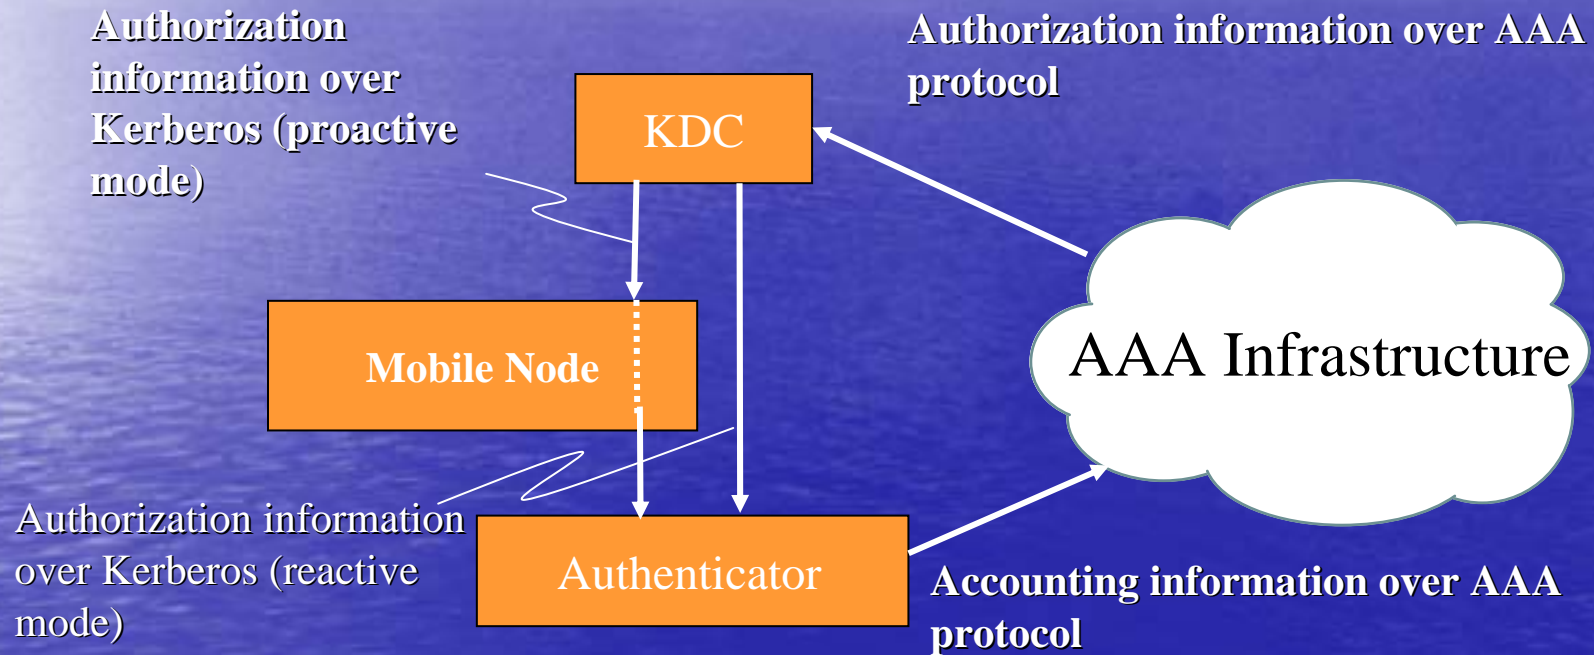 Authorization
information over
Kerberos (proactive
mode)
Authorization information over AAA
protocol
KDC
Mobile Node
AAA Infrastructure
Authorization information
over Kerberos (reactive
mode)
Authenticator
Accounting information over AAA
protocol